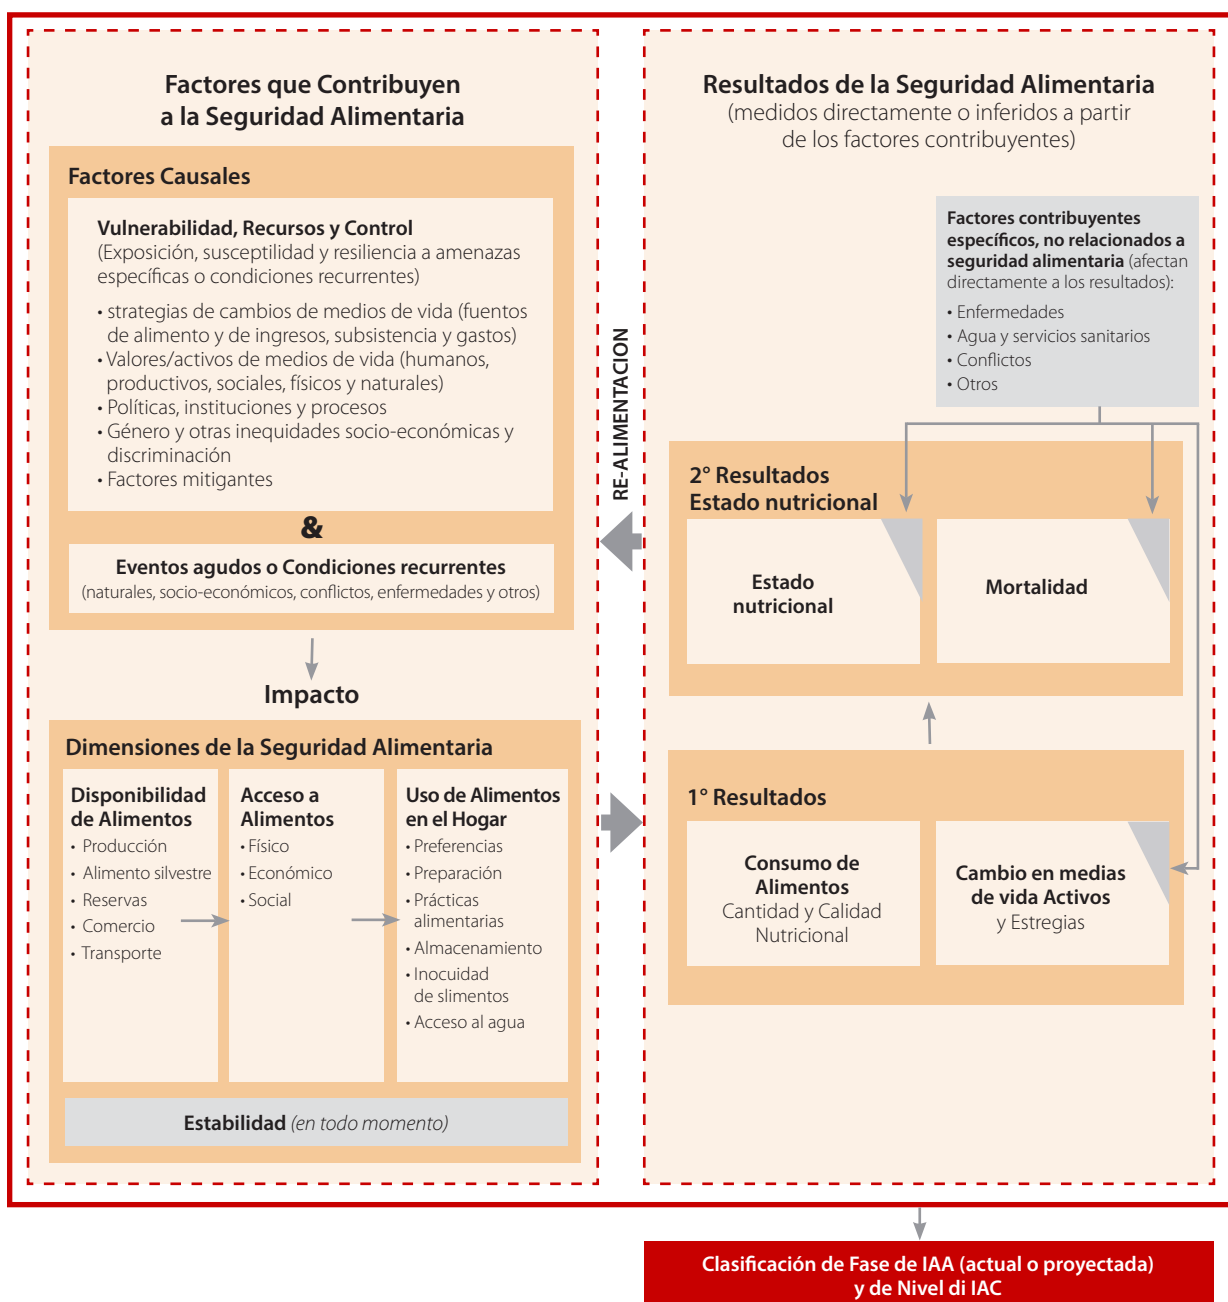 Factores que Contribuyen
a la Seguridad Alimentaria
Factores Causales
Vulnerabilidad, Recursos y Control
(Exposición, susceptilidad y resiliencia a amenazas
específicas o condiciones recurrentes)
• strategias de cambios de medios de vida (fuentos
de alimento y de ingresos, subsistencia y gastos)
• Valores/activos de medios de vida (humanos,
productivos, sociales, físicos y naturales)
• Políticas, instituciones y procesos
• Género y otras inequidades socio-económicas y
discriminación
• Factores mitigantes
&
Eventos agudos o Condiciones recurrentes
(naturales, socio-económicos, conflictos, enfermedades y otros)
Impacto
Dimensiones de la Seguridad Alimentaria
Disponibilidad
de Alimentos
• Producción
• Alimento silvestre
• Reservas
• Comercio
• Transporte
Acceso a
Alimentos
• Físico
• Económico
• Social
Uso de Alimentos
en el Hogar
• Preferencias
• Preparación
• Prácticas
alimentarias
• Almacenamiento
• Inocuidad
de slimentos
• Acceso al agua
Estabilidad (en todo momento)
RE-ALIMENTACION
Resultados de la Seguridad Alimentaria
(medidos directamente o inferidos a partir
de los factores contribuyentes)
Factores contribuyentes
específicos, no relacionados a
seguridad alimentaria (afectan
directamente a los resultados):
• Enfermedades
• Agua y servicios sanitarios
• Conflictos
• Otros
2° Resultados
Estado nutricional
Estado
nutricional
Mortalidad
1° Resultados
Consumo de
Alimentos
Cantidad y Calidad
Nutricional
Cambio en medias
de vida Activos
y Estregias
Clasificación de Fase de IAA (actual o proyectada)
y de Nivel di IAC